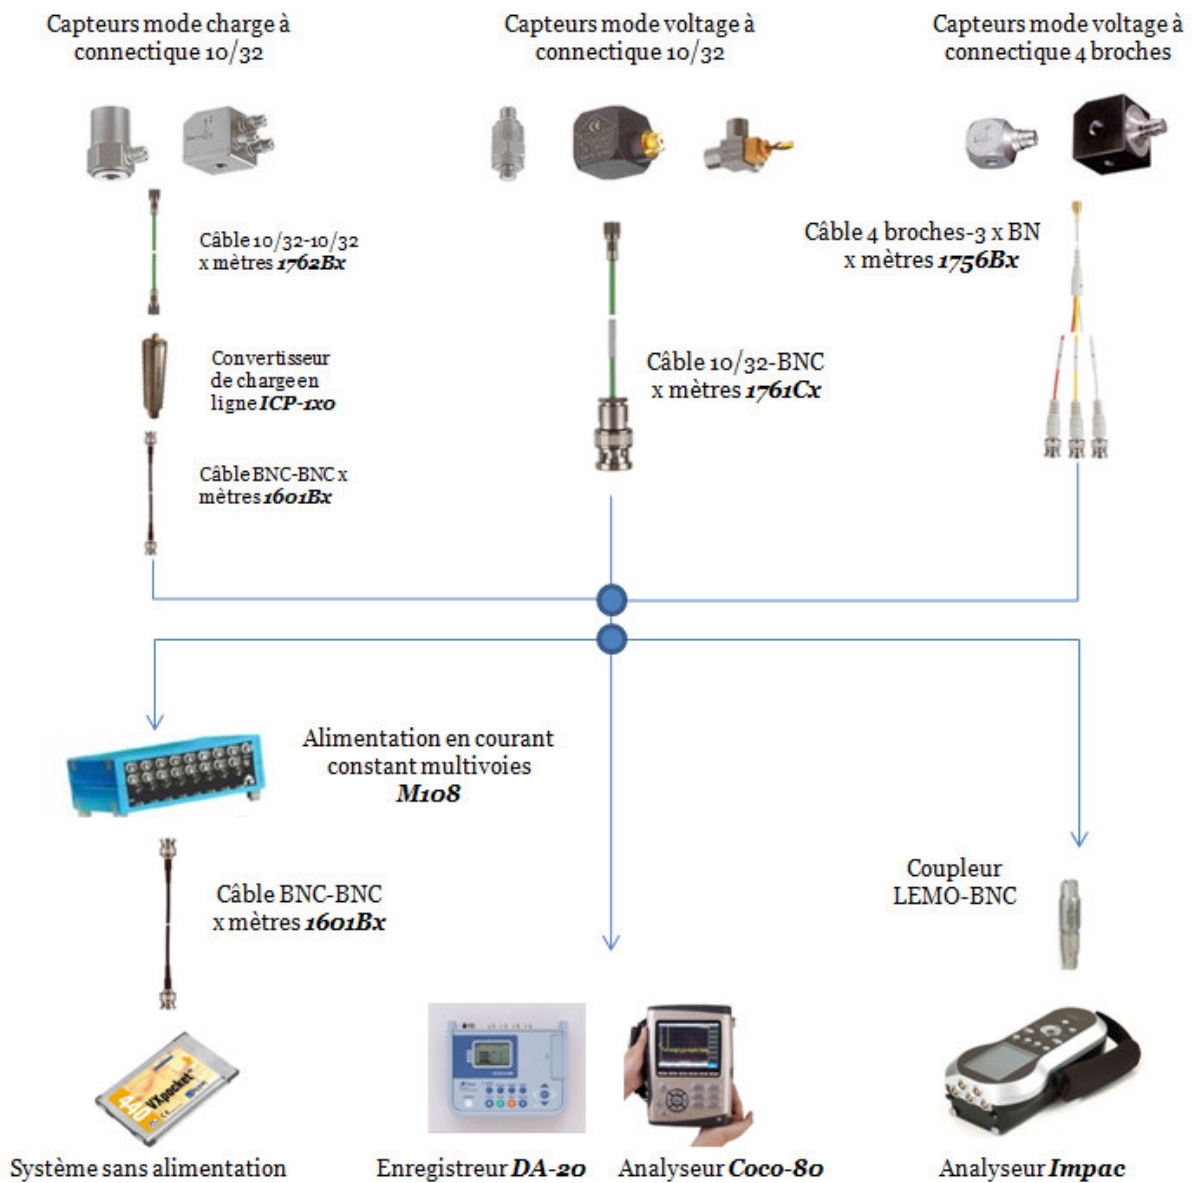 Capteurs mode charge à
connectique 10/32
Capteurs mode voltage à
connectique 10/32
Capteurs mode voltage à
connectique 4 broches
Câble 10/32-10/32
x mètres 1762Bx
Câble 4 broches-3 x BN
x mètres 1756Bx
Convertisseur
de charge en
ligne ICP-1x0
Câble 10/32-BNC
x mètres 1761Cx
Câble BNC-BNC x
mètres 1601Bx
Alimentation en courant
constant multivoies
M108
Câble BNC-BNC
x mètres 1601Bx
Coupleur
LEMO-BNC
VXpocket
440
Système sans alimentation
Enregistreur DA-20
Analyseur Coco-80
Analyseur Impac